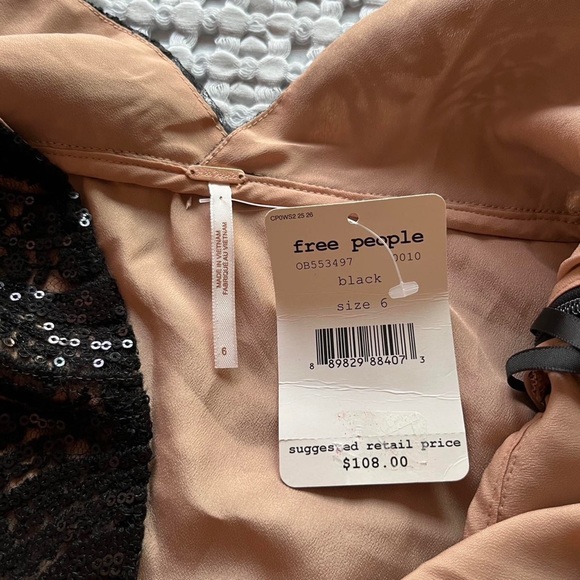 CP0WS2 25 26
free people
OB553497 0010
black
size 6
8 89829 88407 3
suggested retail price
$108.00
MADE IN VIETNAM
FABRIQUÉ AU VIETNAM
6